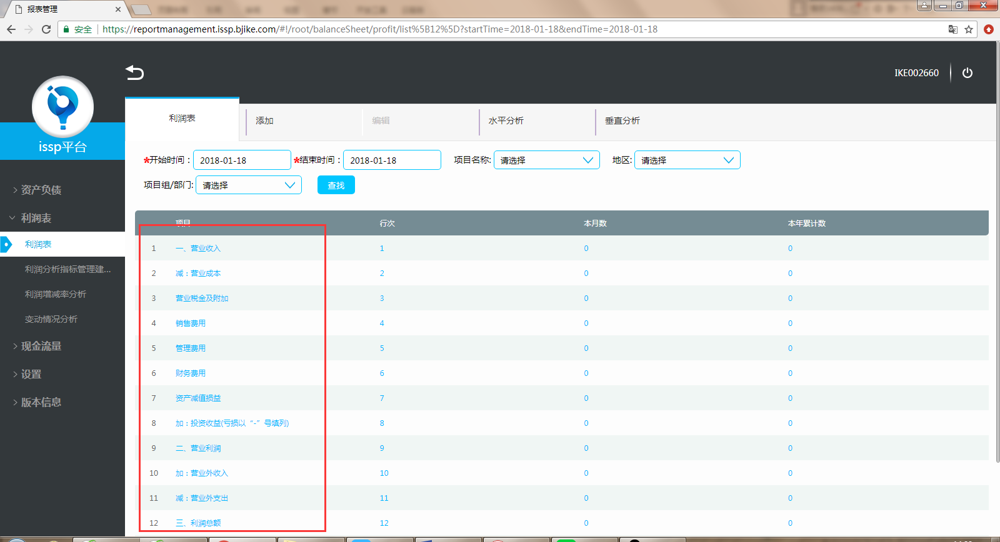 报表管理
安全 https://reportmanagement.issp.bjike.com/#!/root/balanceSheet/profit/list%5B12%5D?startTime=2018-01-18&endTime=2018-01-18
IKE002660
issp平台
利润表 添加 编辑 水平分析 垂直分析
*开始时间： 2018-01-18 *结束时间： 2018-01-18 项目名称: 请选择 地区: 请选择
项目组/部门: 请选择 查找
资产负债
利润表
利润表
利润分析指标管理建...
利润增减率分析
变动情况分析
现金流量
设置
版本信息
项目 行次 本月数 本年累计数
1 一、营业收入 1 0 0
2 减：营业成本 2 0 0
3 营业税金及附加 3 0 0
4 销售费用 4 0 0
5 管理费用 5 0 0
6 财务费用 6 0 0
7 资产减值损益 7 0 0
8 加：投资收益(亏损以“-”号填列) 8 0 0
9 二、营业利润 9 0 0
10 加：营业外收入 10 0 0
11 减：营业外支出 11 0 0
12 三、利润总额 12 0 0